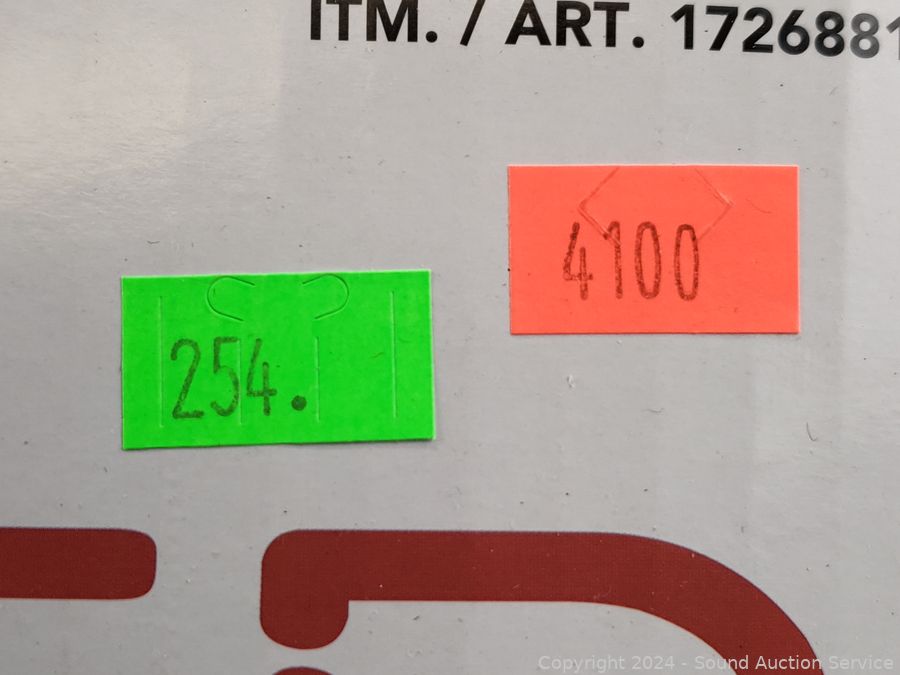 ITM. / ART. 1726881
4100
254.
Copyright 2024 - Sound Auction Service